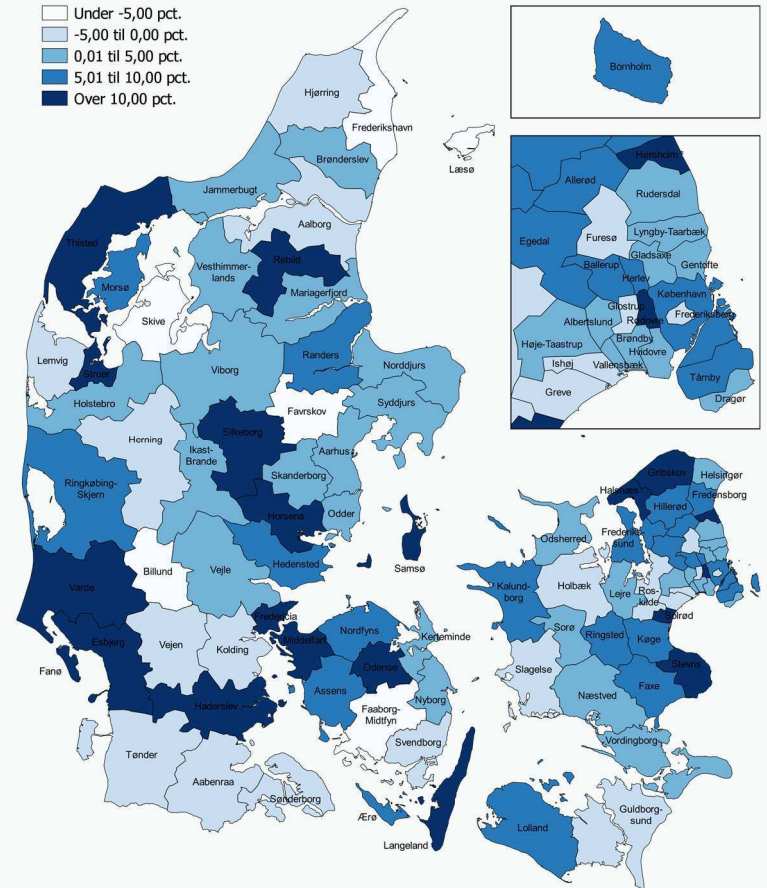 Under -5,00 pct.
-5,00 til 0,00 pct.
0,01 til 5,00 pct.
5,01 til 10,00 pct.
Over 10,00 pct.
Hjørring
Frederikshavn
Læsø
Brønderslev
Jammerbugt
Aalborg
Thisted
Rebild
Vesthimmer-
lands
Morsø
Mariagerfjord
Skive
Lemvig
Struer
Randers
Norddjurs
Viborg
Holstebro
Favrskov
Syddjurs
Silkeborg
Herning
Ikast-
Brande
Aarhus
Skanderborg
Ringkøbing-
Skjern
Horsens
Odder
Samsø
Billund
Vejle
Hedensted
Varde
Fredericia
Middelfart
Nordfyns
Kerteminde
Esbjerg
Vejen
Kolding
Odense
Fanø
Assens
Nyborg
Haderslev
Faaborg-
Midtfyn
Svendborg
Tønder
Aabenraa
Sønderborg
Ærø
Langeland
Bornholm
Hørsholm
Allerød
Rudersdal
Egedal
Furesø
Lyngby-Taarbæk
Gladsaxe
Ballerup
Gentofte
Herlev
København
Glostrup
Frederiksberg
Rødovre
Albertslund
Brøndby
Høje-Taastrup
Hvidovre
Ishøj
Vallensbæk
Greve
Tårnby
Dragør
Gribskov
Helsingør
Halsnæs
Fredensborg
Hillerød
Odsherred
Frederiks-
sund
Kalund-
borg
Holbæk
Lejre
Ros-
kilde
Solrød
Sorø
Ringsted
Køge
Stevns
Slagelse
Faxe
Næstved
Vordingborg
Guldborg-
sund
Lolland